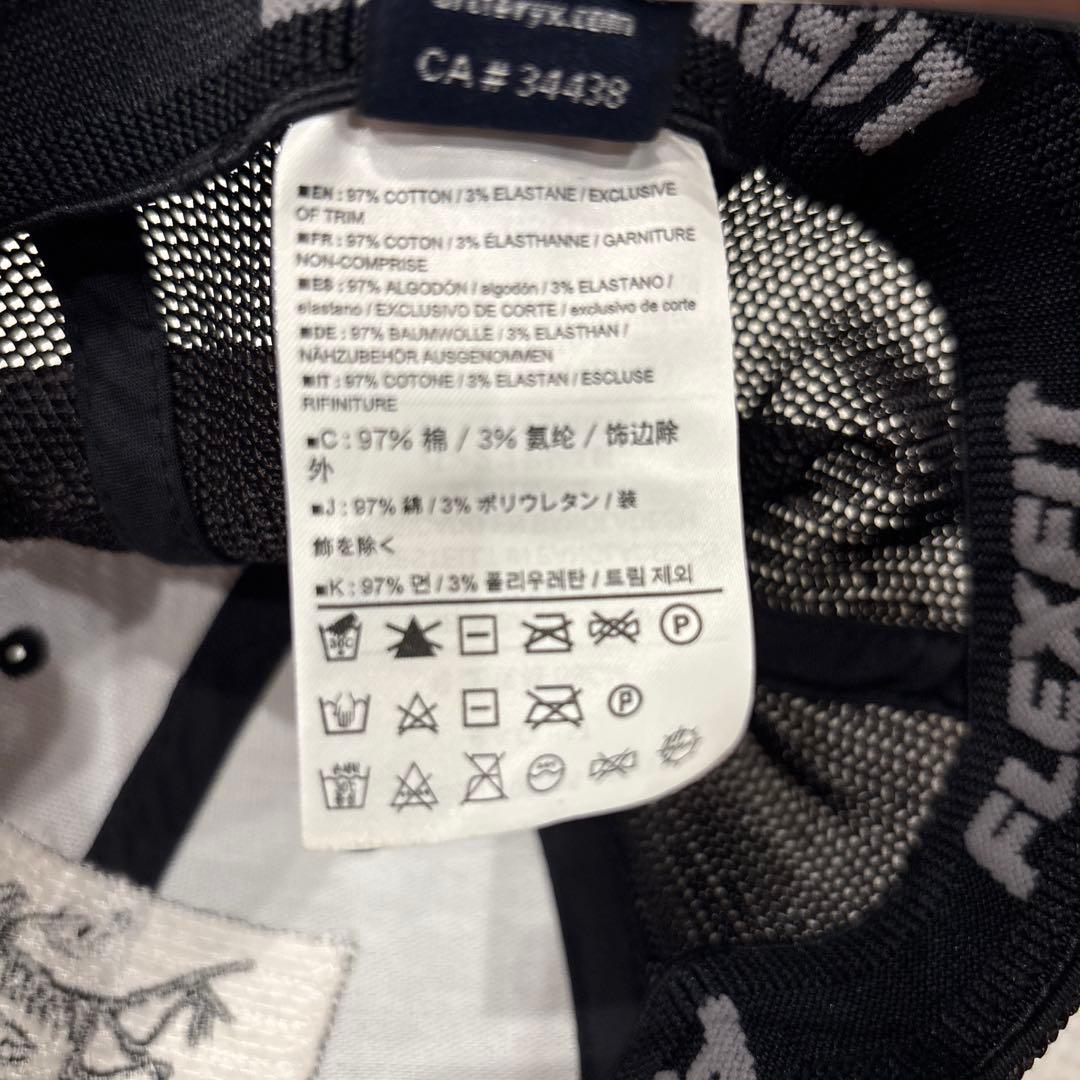 arcteryx.com
CA # 34438
■EN : 97% COTTON / 3% ELASTANE / EXCLUSIVE
OF TRIM
■FR : 97% COTON / 3% ÉLASTHANNE / GARNITURE
NON-COMPRISE
■ES : 97% ALGODÓN / algodón / 3% ELASTANO /
elastano / EXCLUSIVO DE CORTE / exclusivo de corte
■DE : 97% BAUMWOLLE / 3% ELASTHAN /
NÄHZUBEHÖR AUSGENOMMEN
■IT : 97% COTONE / 3% ELASTAN / ESCLUSE
RIFINITURE
■C : 97% 棉 / 3% 氨纶 / 饰边除
外
■J : 97% 綿 / 3% ポリウレタン / 装
飾を除く
■K : 97% 면 / 3% 폴리우레탄 / 트림 제외
P
P
FLEXFIT